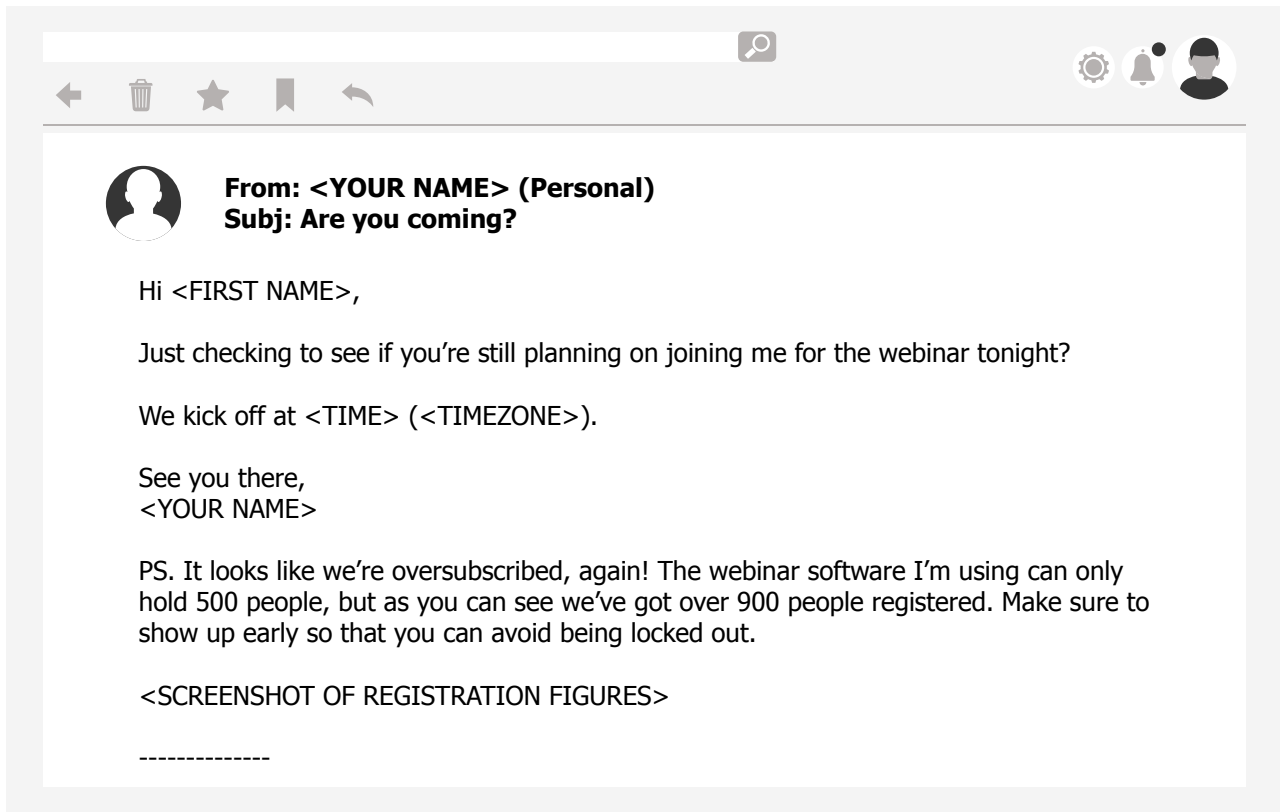 From: <YOUR NAME> (Personal)
Subj: Are you coming?
Hi <FIRST NAME>,
Just checking to see if you’re still planning on joining me for the webinar tonight?
We kick off at <TIME> (<TIMEZONE>).
See you there,
<YOUR NAME>
PS. It looks like we’re oversubscribed, again! The webinar software I’m using can only
hold 500 people, but as you can see we’ve got over 900 people registered. Make sure to
show up early so that you can avoid being locked out.
<SCREENSHOT OF REGISTRATION FIGURES>
--------------